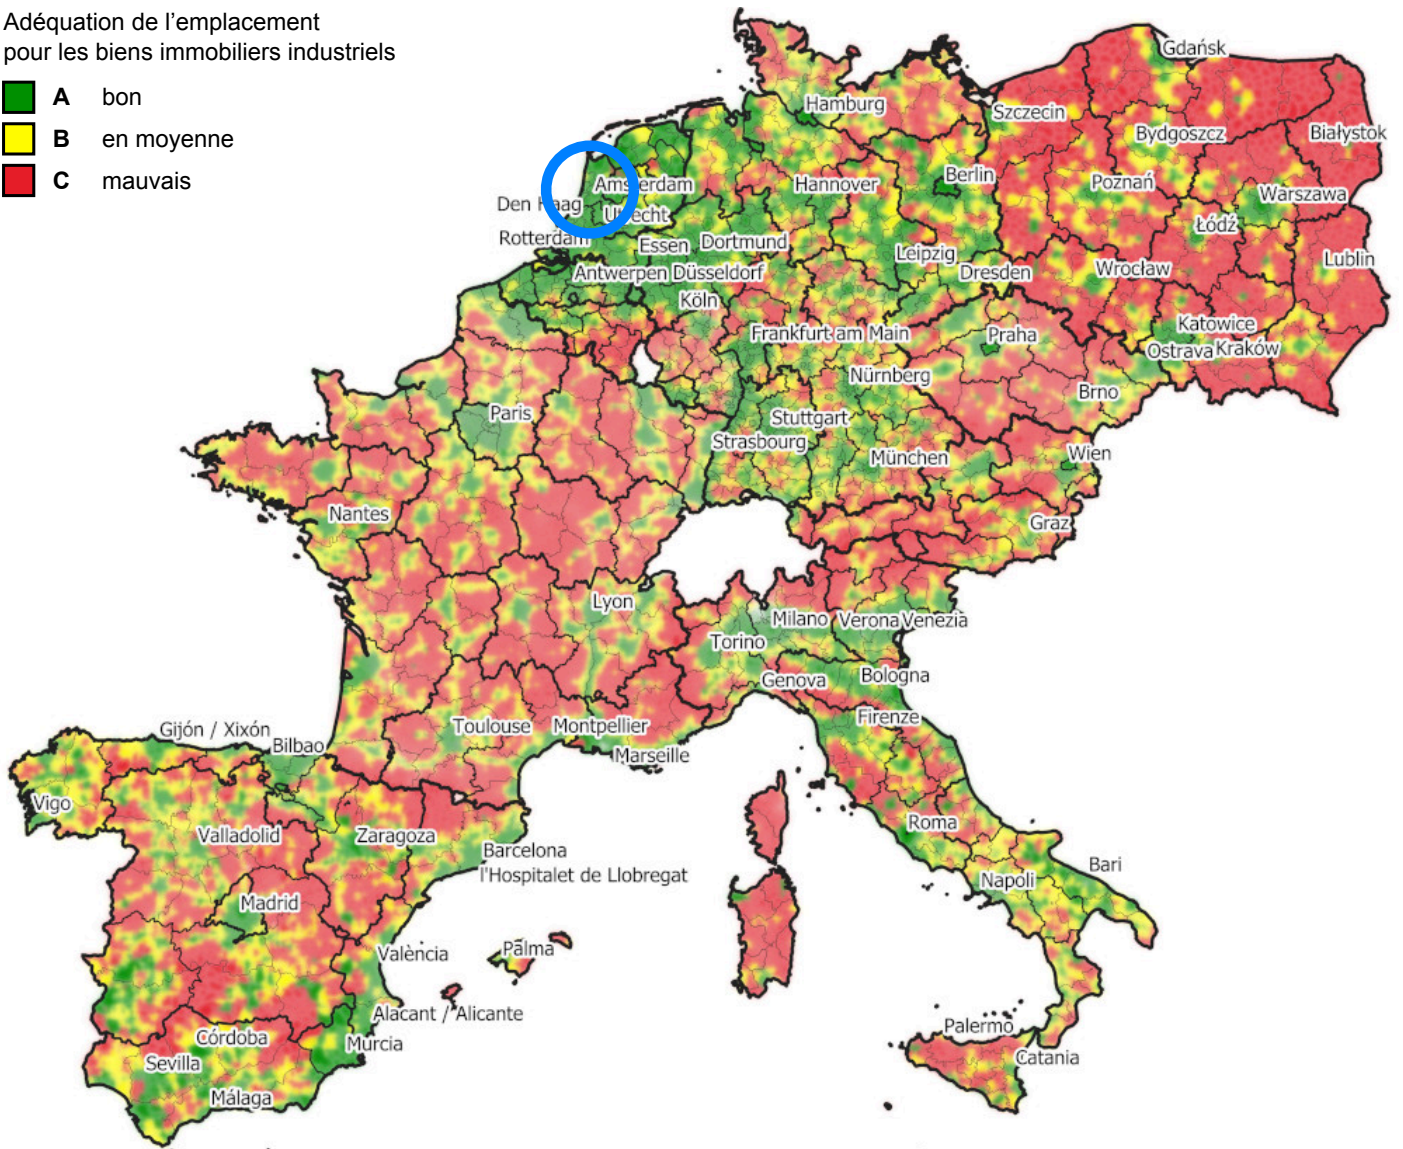 Adéquation de l'emplacement
pour les biens immobiliers industriels
A bon
B en moyenne
C mauvais
Gdańsk
Hamburg
Szczecin
Bydgoszcz
Białystok
Amsterdam
Hannover
Berlin
Poznań
Warszawa
Den Haag
Utrecht
Łódź
Rotterdam
Essen
Dortmund
Leipzig
Lublin
Antwerpen
Düsseldorf
Dresden
Wrocław
Köln
Katowice
Frankfurt am Main
Praha
Ostrava
Kraków
Nürnberg
Brno
Paris
Stuttgart
Strasbourg
München
Wien
Nantes
Graz
Lyon
Milano
Verona
Venezia
Torino
Genova
Bologna
Firenze
Gijón / Xixón
Bilbao
Toulouse
Montpellier
Marseille
Vigo
Valladolid
Zaragoza
Roma
Barcelona
l'Hospitalet de Llobregat
Bari
Napoli
Madrid
València
Palma
Alacant / Alicante
Palermo
Córdoba
Murcia
Catania
Sevilla
Málaga